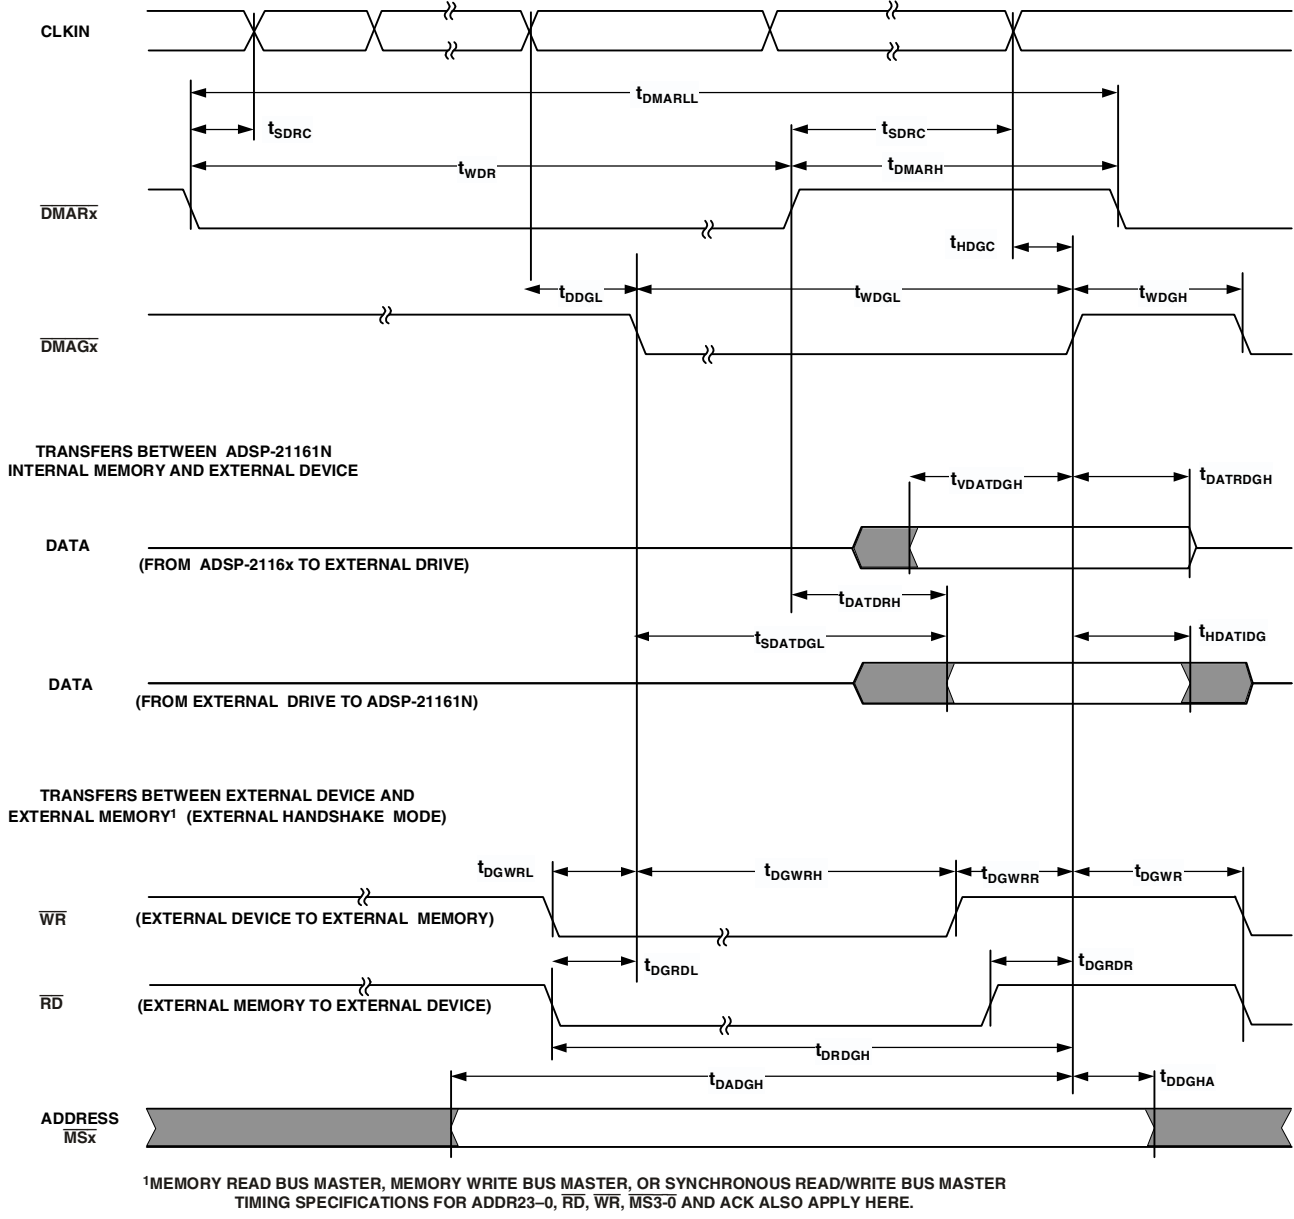 CLKIN
tDMARLL
tSDRC
tSDRC
tWDR
tDMARH
DMARx
tHDGC
tDDGL
tWDGL
tWDGH
DMAGx
TRANSFERS BETWEEN ADSP-21161N
INTERNAL MEMORY AND EXTERNAL DEVICE
tVDATDGH
tDATRDGH
DATA
(FROM ADSP-2116x TO EXTERNAL DRIVE)
tDATDRH
tSDATDGL
tHDATIDG
DATA
(FROM EXTERNAL DRIVE TO ADSP-21161N)
TRANSFERS BETWEEN EXTERNAL DEVICE AND
EXTERNAL MEMORY1 (EXTERNAL HANDSHAKE MODE)
tDGWRL
tDGWRH
tDGWRR
tDGWR
WR
(EXTERNAL DEVICE TO EXTERNAL MEMORY)
tDGRDL
tDGRDR
RD
(EXTERNAL MEMORY TO EXTERNAL DEVICE)
tDRDGH
tDADGH
tDDGHA
ADDRESS
MSx
1MEMORY READ BUS MASTER, MEMORY WRITE BUS MASTER, OR SYNCHRONOUS READ/WRITE BUS MASTER
TIMING SPECIFICATIONS FOR ADDR23–0, RD, WR, MS3-0 AND ACK ALSO APPLY HERE.